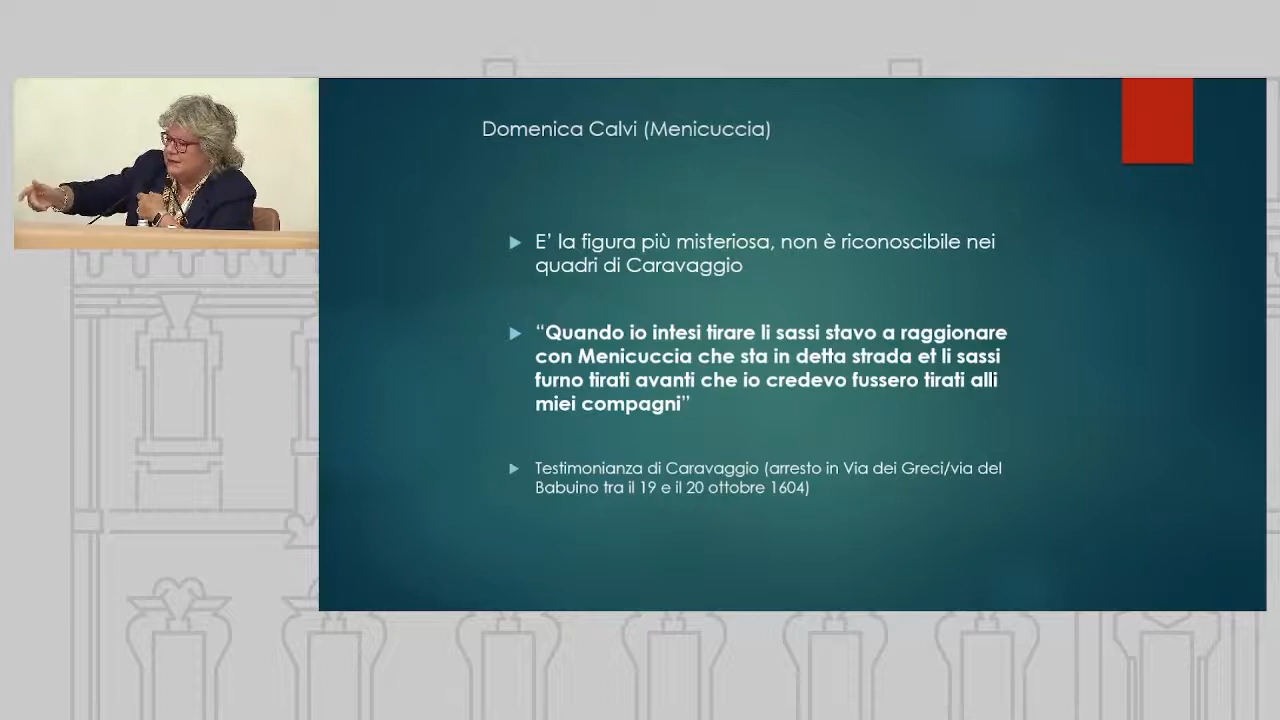 Domenica Calvi (Menicuccia)
E' la figura più misteriosa, non è riconoscibile nei
quadri di Caravaggio
“Quando io intesi tirare li sassi stavo a raggionare
con Menicuccia che sta in detta strada et li sassi
furno tirati avanti che io credevo fussero tirati alli
miei compagni”
Testimonianza di Caravaggio (arresto in Via dei Greci/via del
Babuino tra il 19 e il 20 ottobre 1604)